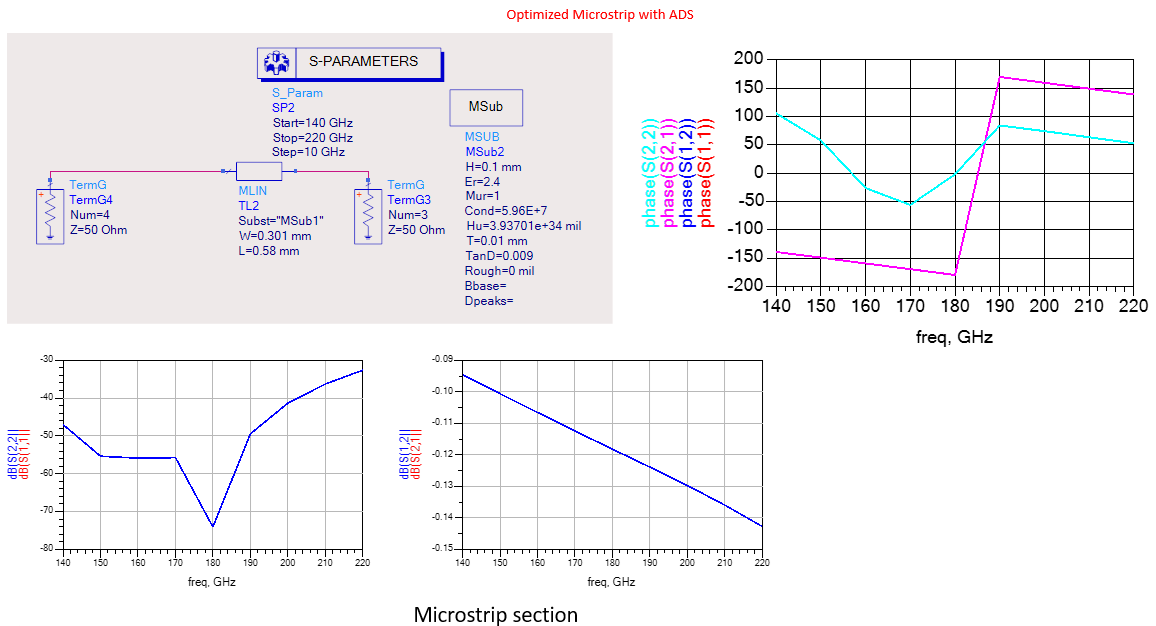 Optimized Microstrip with ADS
S-PARAMETERS
S_Param
SP2
Start=140 GHz
Stop=220 GHz
Step=10 GHz
MSub
MSUB
MSub2
H=0.1 mm
Er=2.4
Mur=1
Cond=5.96E+7
Hu=3.93701e+34 mil
T=0.01 mm
TanD=0.009
Rough=0 mil
Bbase=
Dpeaks=
+
TermG
TermG4
Num=4
Z=50 Ohm
MLIN
TL2
Subst="MSub1"
W=0.301 mm
L=0.58 mm
+
TermG
TermG3
Num=3
Z=50 Ohm
phase(S(2,2))
phase(S(2,1))
phase(S(1,2))
phase(S(1,1))
200
150
100
50
0
-50
-100
-150
-200
140 150 160 170 180 190 200 210 220
freq, GHz
dB(S(2,2))
dB(S(1,1))
-30
-40
-50
-60
-70
-80
140 150 160 170 180 190 200 210 220
freq, GHz
dB(S(1,2))
dB(S(2,1))
-0.09
-0.10
-0.11
-0.12
-0.13
-0.14
-0.15
140 150 160 170 180 190 200 210 220
freq, GHz
Microstrip section